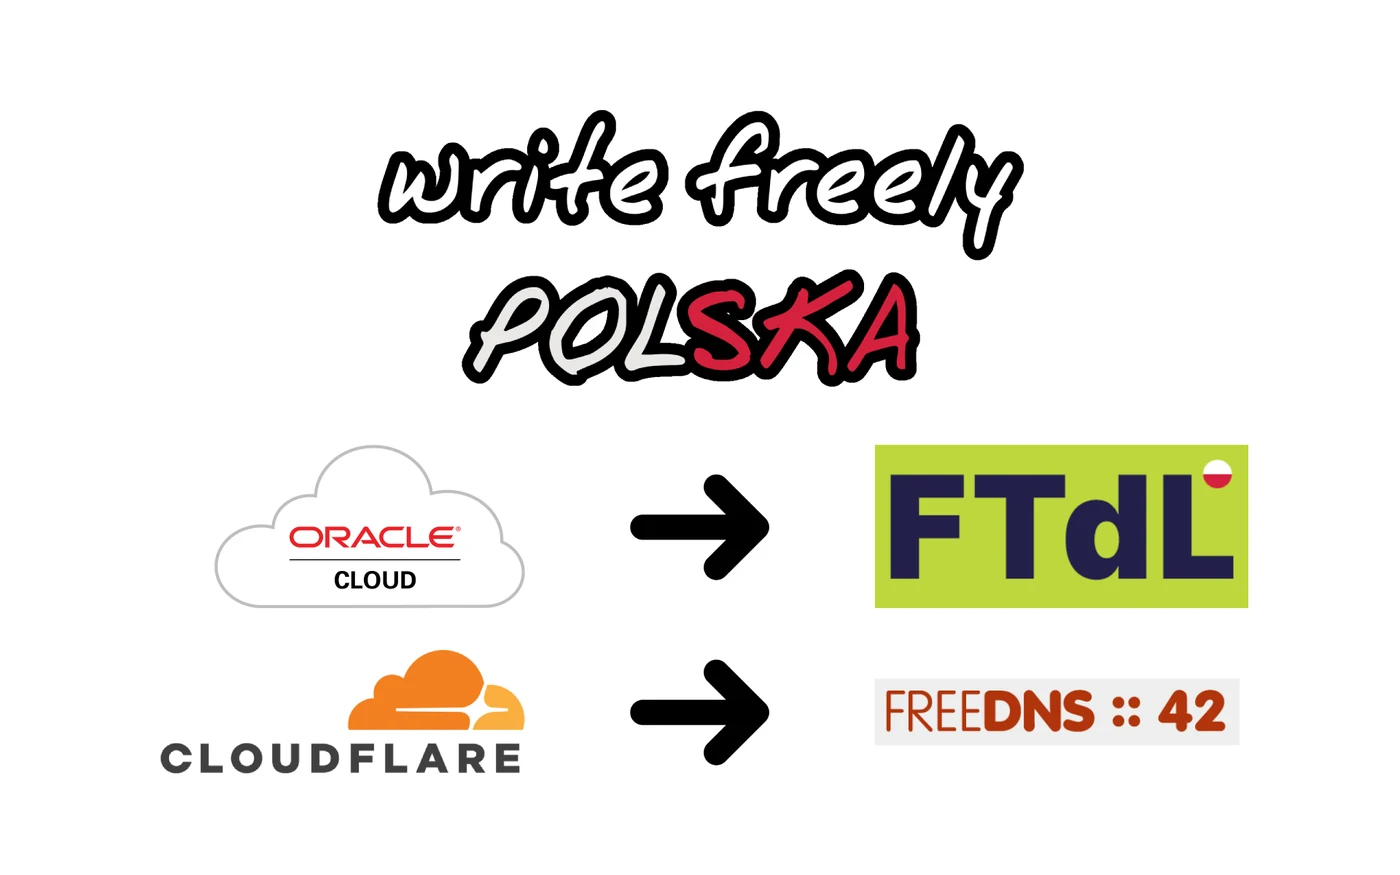 write freely
POLSKA
ORACLE®
CLOUD
FTdL
CLOUDFLARE
FREEDNS :: 42